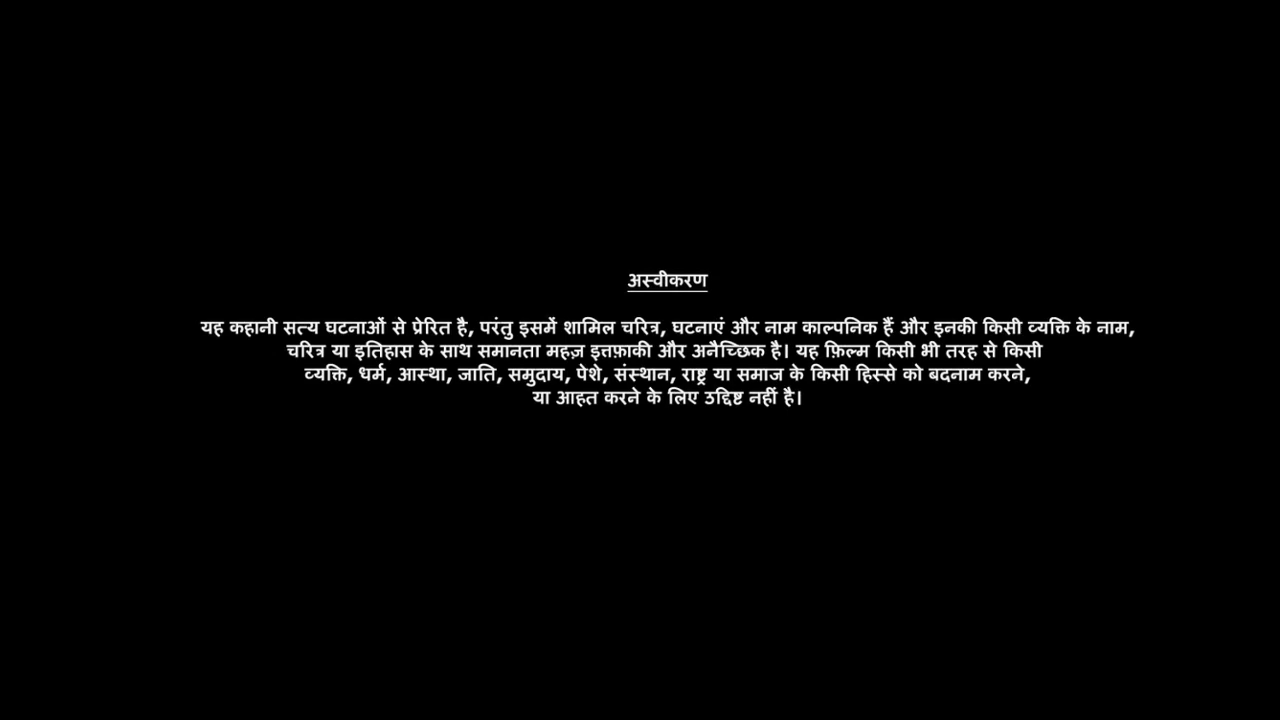 अस्वीकरण
यह कहानी सत्य घटनाओं से प्रेरित है, परंतु इसमें शामिल चरित्र, घटनाएं और नाम काल्पनिक हैं और इनकी किसी व्यक्ति के नाम,
चरित्र या इतिहास के साथ समानता महज़ इत्तफ़ाकी और अनैच्छिक है। यह फ़िल्म किसी भी तरह से किसी
व्यक्ति, धर्म, आस्था, जाति, समुदाय, पेशे, संस्थान, राष्ट्र या समाज के किसी हिस्से को बदनाम करने,
या आहत करने के लिए उद्दिष्ट नहीं है।